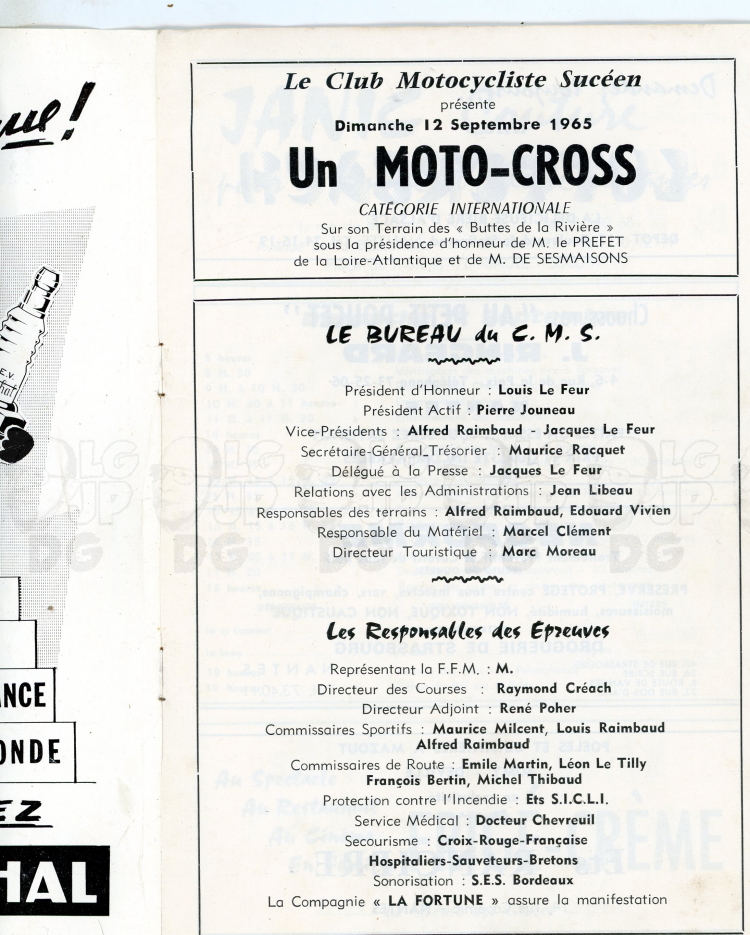 Le Club Motocycliste Sucéen
présente
Dimanche 12 Septembre 1965
Un MOTO-CROSS
CATÉGORIE INTERNATIONALE
Sur son Terrain des « Buttes de la Rivière »
sous la présidence d'honneur de M. le PREFET
de la Loire-Atlantique et de M. DE SESMAISONS
LE BUREAU du C. M. S.
Président d'Honneur : Louis Le Feur
Président Actif : Pierre Jouneau
Vice-Présidents : Alfred Raimbaud - Jacques Le Feur
Secrétaire-Général-Trésorier : Maurice Racquet
Délégué à la Presse : Jacques Le Feur
Relations avec les Administrations : Jean Libeau
Responsables des terrains : Alfred Raimbaud, Edouard Vivien
Responsable du Matériel : Marcel Clément
Directeur Touristique : Marc Moreau
Les Responsables des Epreuves
Représentant la F.F.M. : M.
Directeur des Courses : Raymond Créach
Directeur Adjoint : René Poher
Commissaires Sportifs : Maurice Milcent, Louis Raimbaud
Alfred Raimbaud
Commissaires de Route : Emile Martin, Léon Le Tilly
François Bertin, Michel Thibaud
Protection contre l'Incendie : Ets S.I.C.L.I.
Service Médical : Docteur Chevreuil
Secourisme : Croix-Rouge-Française
Hospitaliers-Sauveteurs-Bretons
Sonorisation : S.E.S. Bordeaux
La Compagnie « LA FORTUNE » assure la manifestation
ANCE
ONDE
EZ
HAL